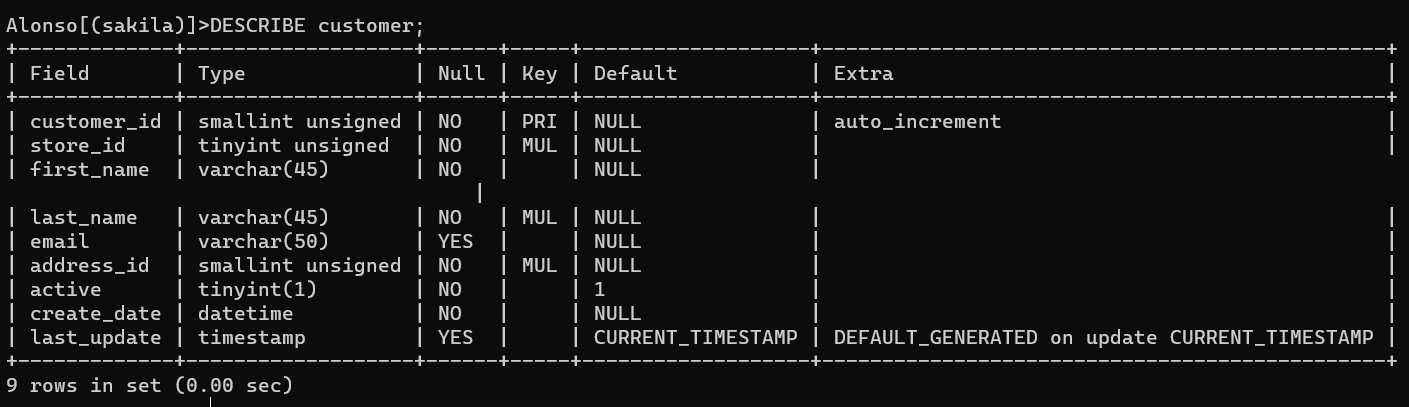 Alonso[(sakila)]>DESCRIBE customer;
+-------------+-------------------+------+-----+-------------------+-----------------------------------------------+
| Field       | Type              | Null | Key | Default           | Extra                                         |
+-------------+-------------------+------+-----+-------------------+-----------------------------------------------+
| customer_id | smallint unsigned | NO   | PRI | NULL              | auto_increment                                |
| store_id    | tinyint unsigned  | NO   | MUL | NULL              |                                               |
| first_name  | varchar(45)       | NO   |     | NULL              |
                                       |
| last_name   | varchar(45)       | NO   | MUL | NULL              |                                               |
| email       | varchar(50)       | YES  |     | NULL              |                                               |
| address_id  | smallint unsigned | NO   | MUL | NULL              |                                               |
| active      | tinyint(1)        | NO   |     | 1                 |                                               |
| create_date | datetime          | NO   |     | NULL              |                                               |
| last_update | timestamp         | YES  |     | CURRENT_TIMESTAMP | DEFAULT_GENERATED on update CURRENT_TIMESTAMP |
+-------------+-------------------+------+-----+-------------------+-----------------------------------------------+
9 rows in set (0.00 sec)